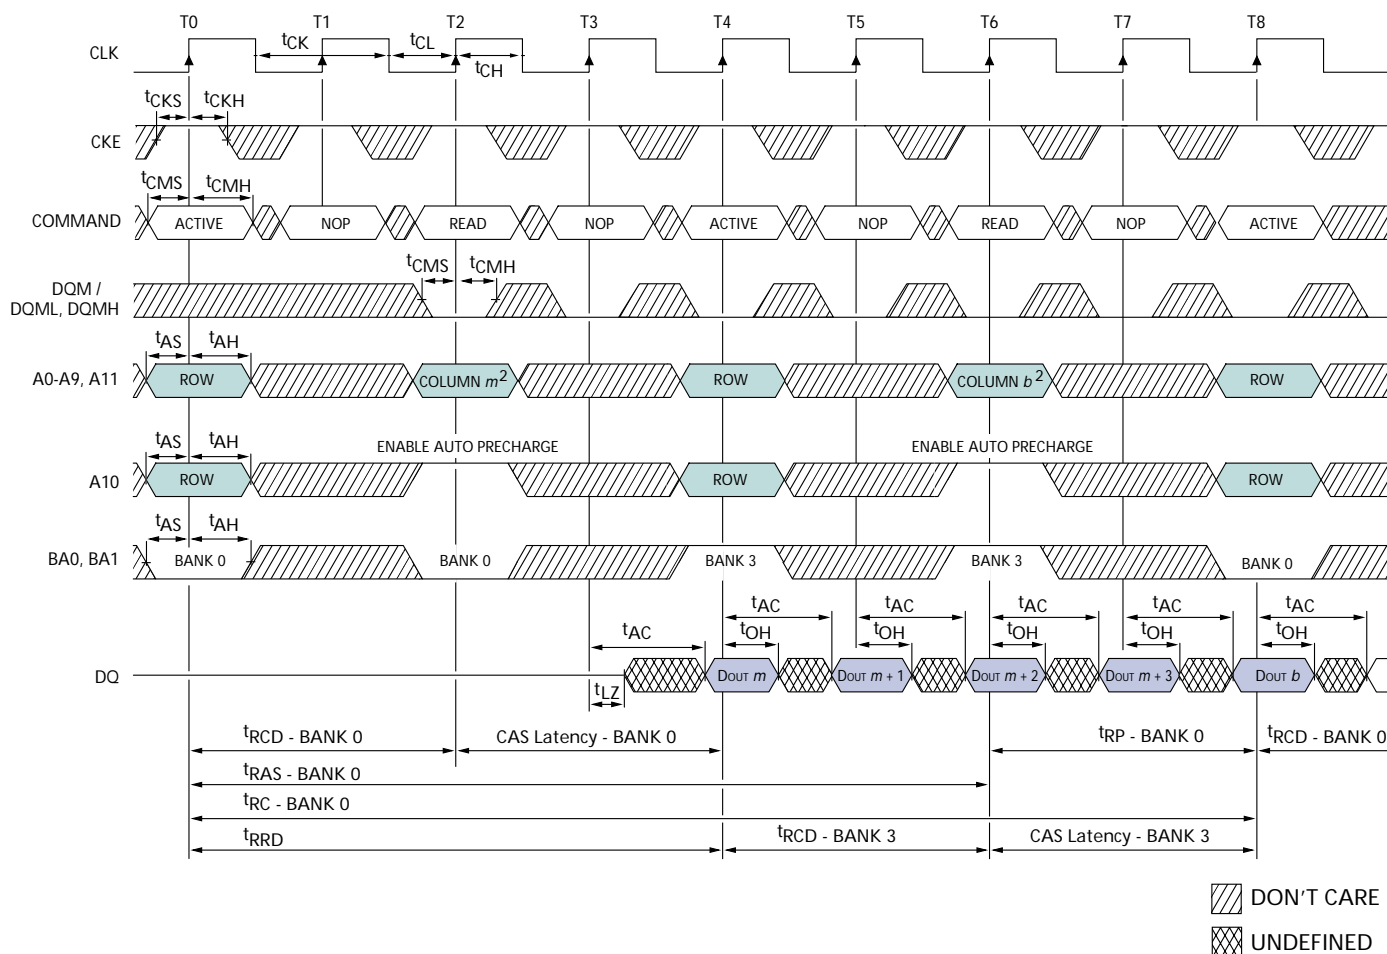 T0 T1 T2 T3 T4 T5 T6 T7 T8
CLK
tCK tCL
tCH
tCKS tCKH
CKE
tCMS tCMH
COMMAND ACTIVE NOP READ NOP ACTIVE NOP READ NOP ACTIVE
tCMS tCMH
DQM /
DQML, DQMH
tAS tAH
A0-A9, A11 ROW COLUMN m2 ROW COLUMN b2 ROW
ENABLE AUTO PRECHARGE ENABLE AUTO PRECHARGE
tAS tAH
A10 ROW ROW ROW
tAS tAH
BA0, BA1 BANK 0 BANK 0 BANK 3 BANK 3 BANK 0
tAC tAC tAC tAC tAC tAC
tOH tOH tOH tOH tOH
DQ DOUT m DOUT m + 1 DOUT m + 2 DOUT m + 3 DOUT b
tLZ
tRCD - BANK 0 CAS Latency - BANK 0 tRP - BANK 0 tRCD - BANK 0
tRAS - BANK 0
tRC - BANK 0
tRRD tRCD - BANK 3 CAS Latency - BANK 3
DON'T CARE
UNDEFINED